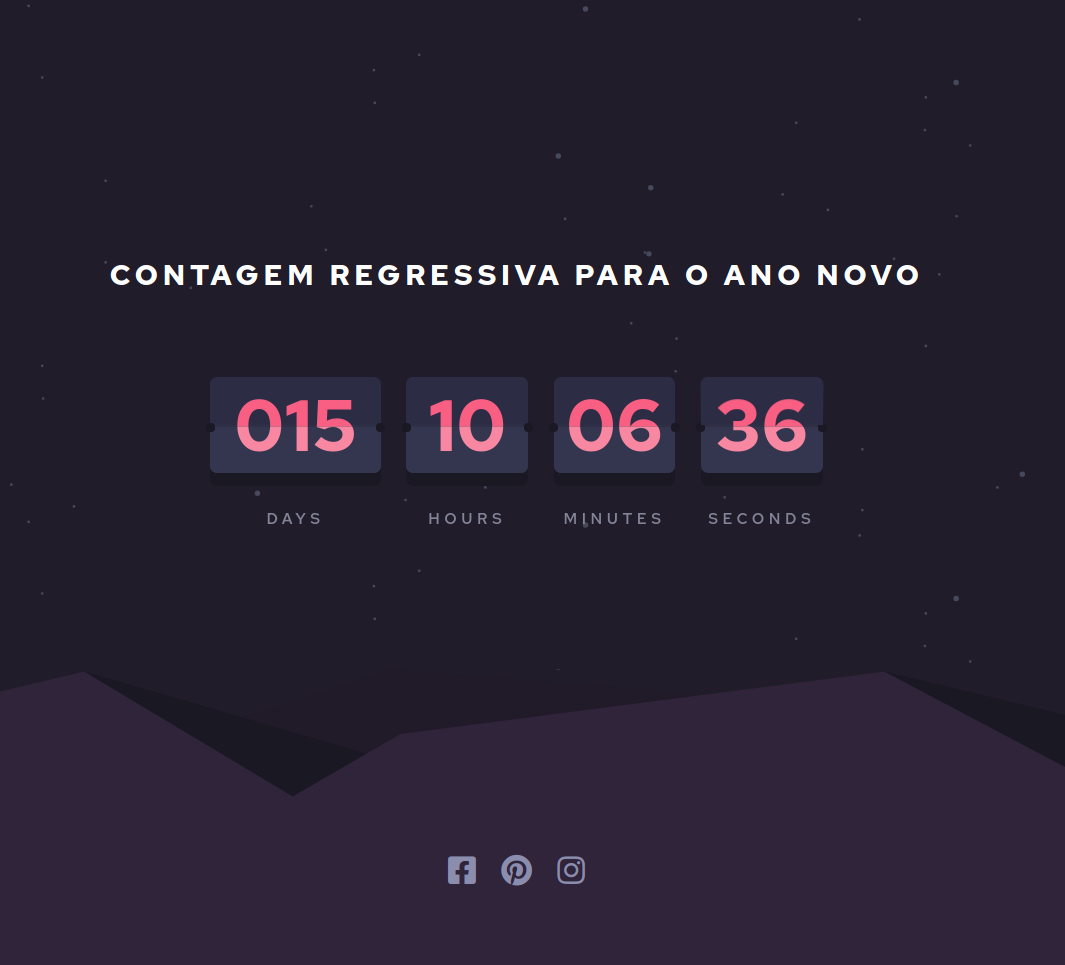 CONTAGEM REGRESSIVA PARA O ANO NOVO
015 10 06 36
DAYS HOURS MINUTES SECONDS